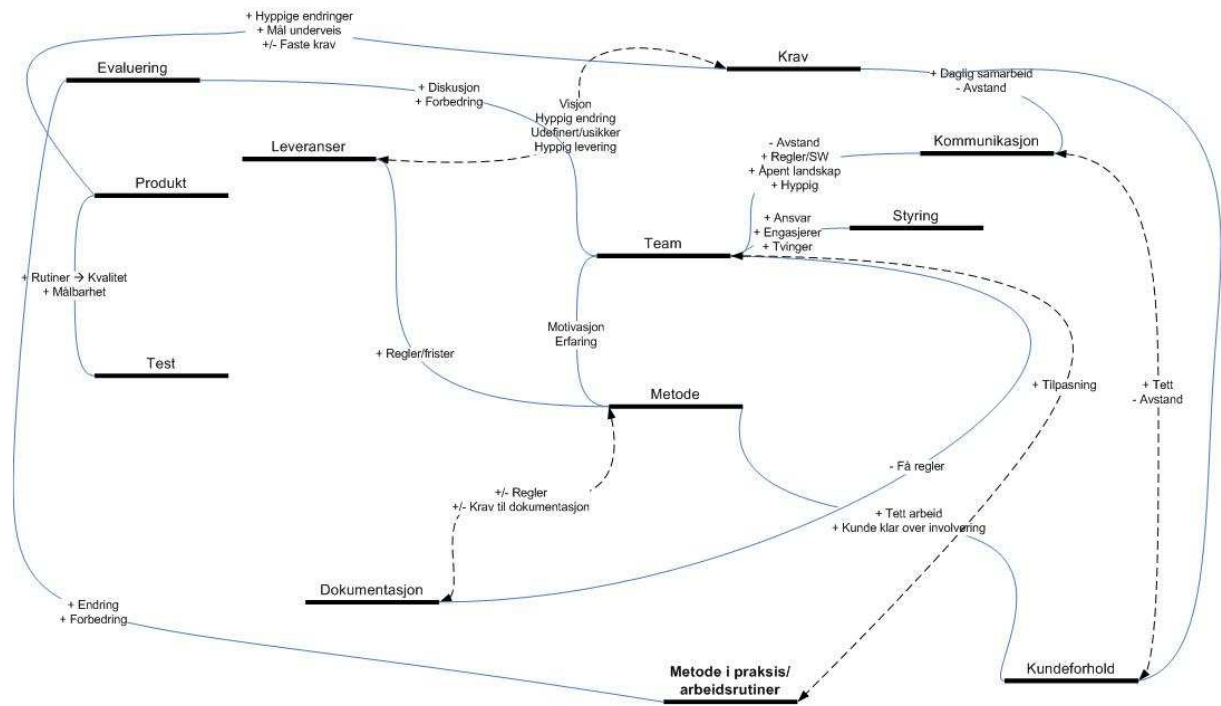 + Hyppige endringer
+ Mål underveis
+/- Faste krav
Krav
Evaluering
+ Diskusjon
+ Forbedring
+ Daglig samarbeid
- Avstand
Visjon
Hyppig endring
Udefinert/usikker
Hyppig levering
Leveranser
- Avstand
+ Regler/SW
+ Åpent landskap
+ Hyppig
Kommunikasjon
Produkt
Styring
+ Ansvar
+ Engasjerer
+ Tvinger
Team
+ Rutiner → Kvalitet
+ Målbarhet
Motivasjon
Erfaring
+ Regler/frister
Test
+ Tilpasning
+ Tett
- Avstand
Metode
- Få regler
+/- Regler
+/- Krav til dokumentasjon
+ Tett arbeid
+ Kunde klar over involvering
Dokumentasjon
+ Endring
+ Forbedring
Metode i praksis/
arbeidsrutiner
Kundeforhold